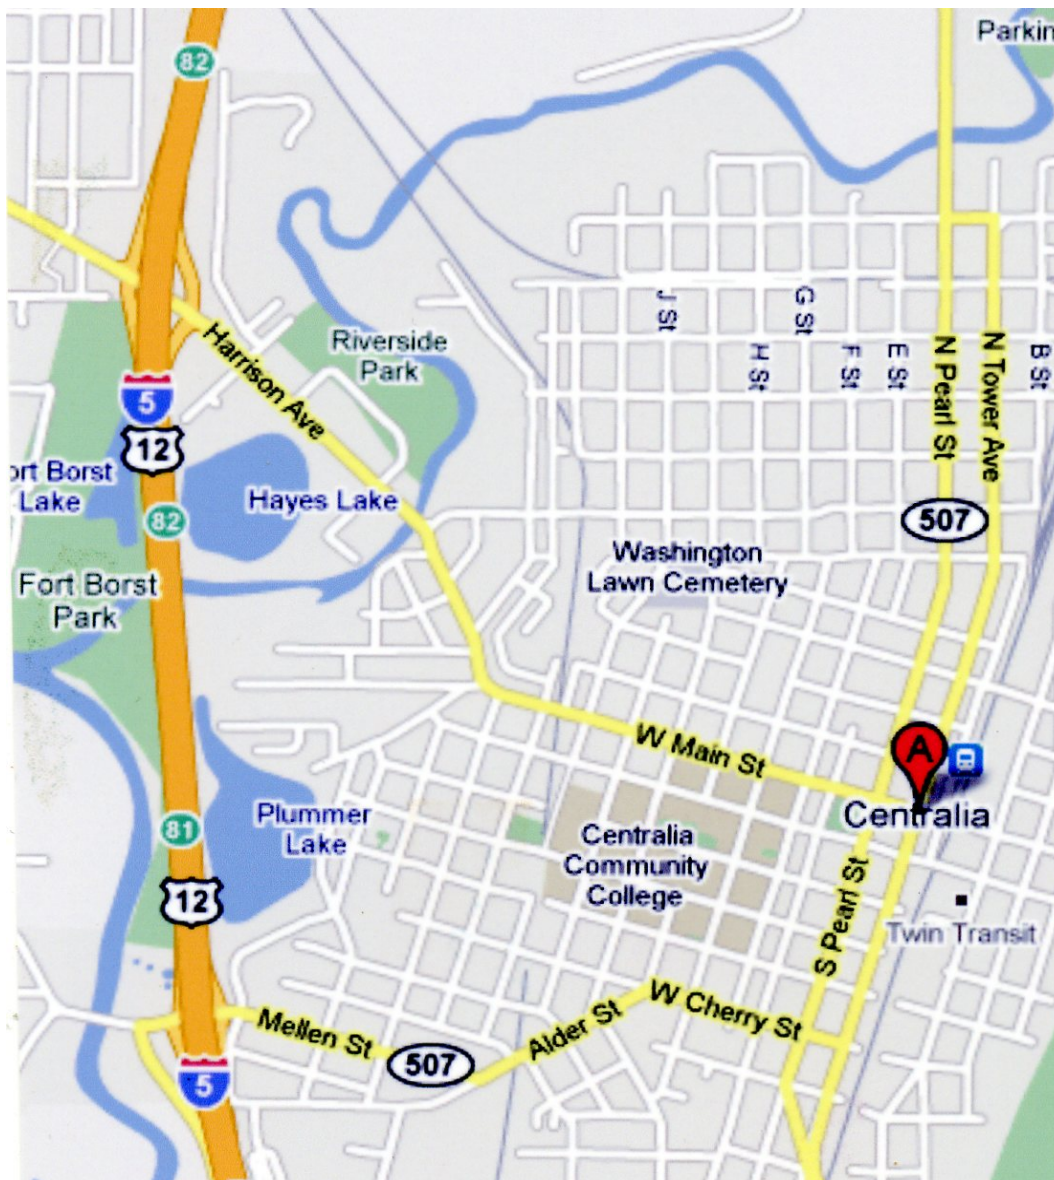 Parkin
82
J St
G St
H St
F St
E St
N Pearl St
N Tower Ave
B St
Riverside
Park
Harrison Ave
5
12
ort Borst
Lake
Hayes Lake
82
507
Washington
Lawn Cemetery
Fort Borst
Park
W Main St
A
Centralia
Plummer
Lake
81
Centralia
Community
College
12
S Pearl St
Twin Transit
W Cherry St
Alder St
Mellen St
507
5